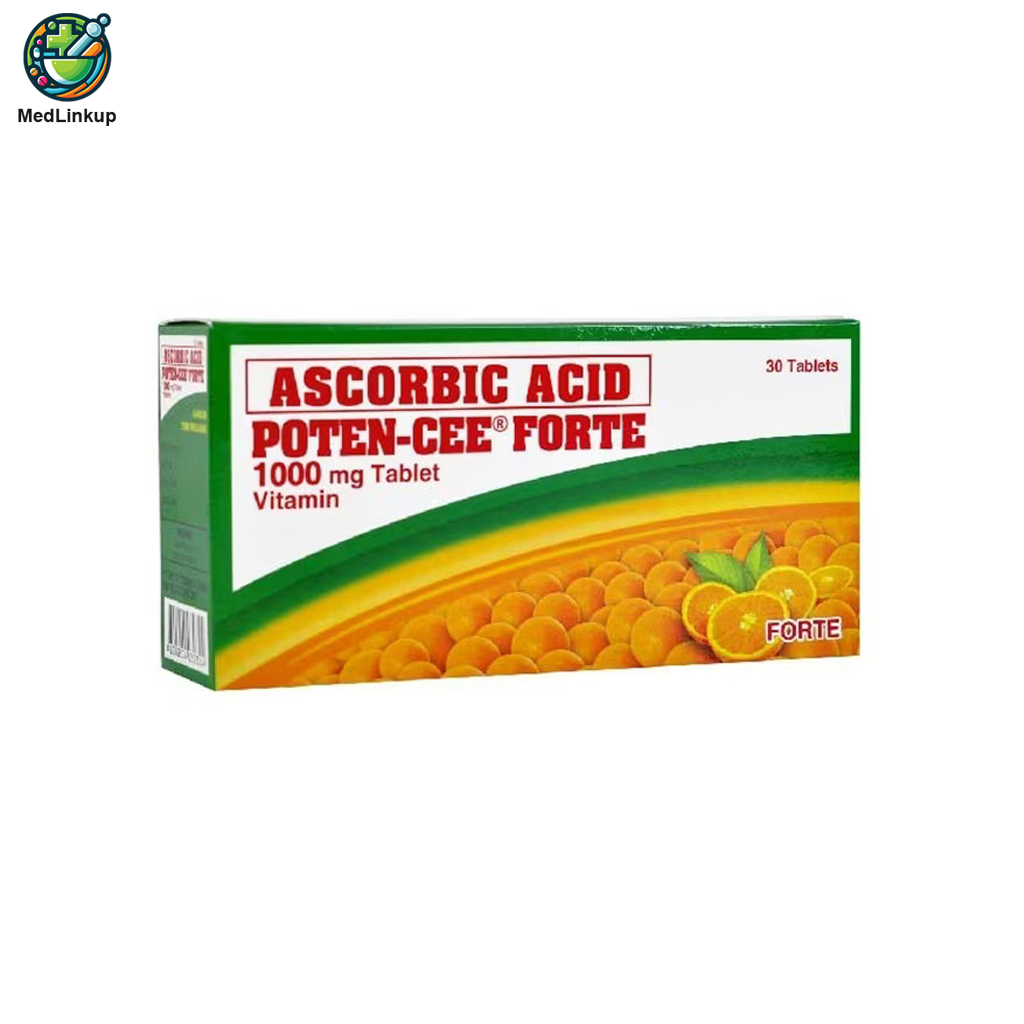 MedLinkup
ASCORBIC ACID
POTEN-CEE® FORTE
1000 mg Tablet
Vitamin
30 Tablets
FORTE
ASCORBIC ACID
POTEN-CEE® FORTE